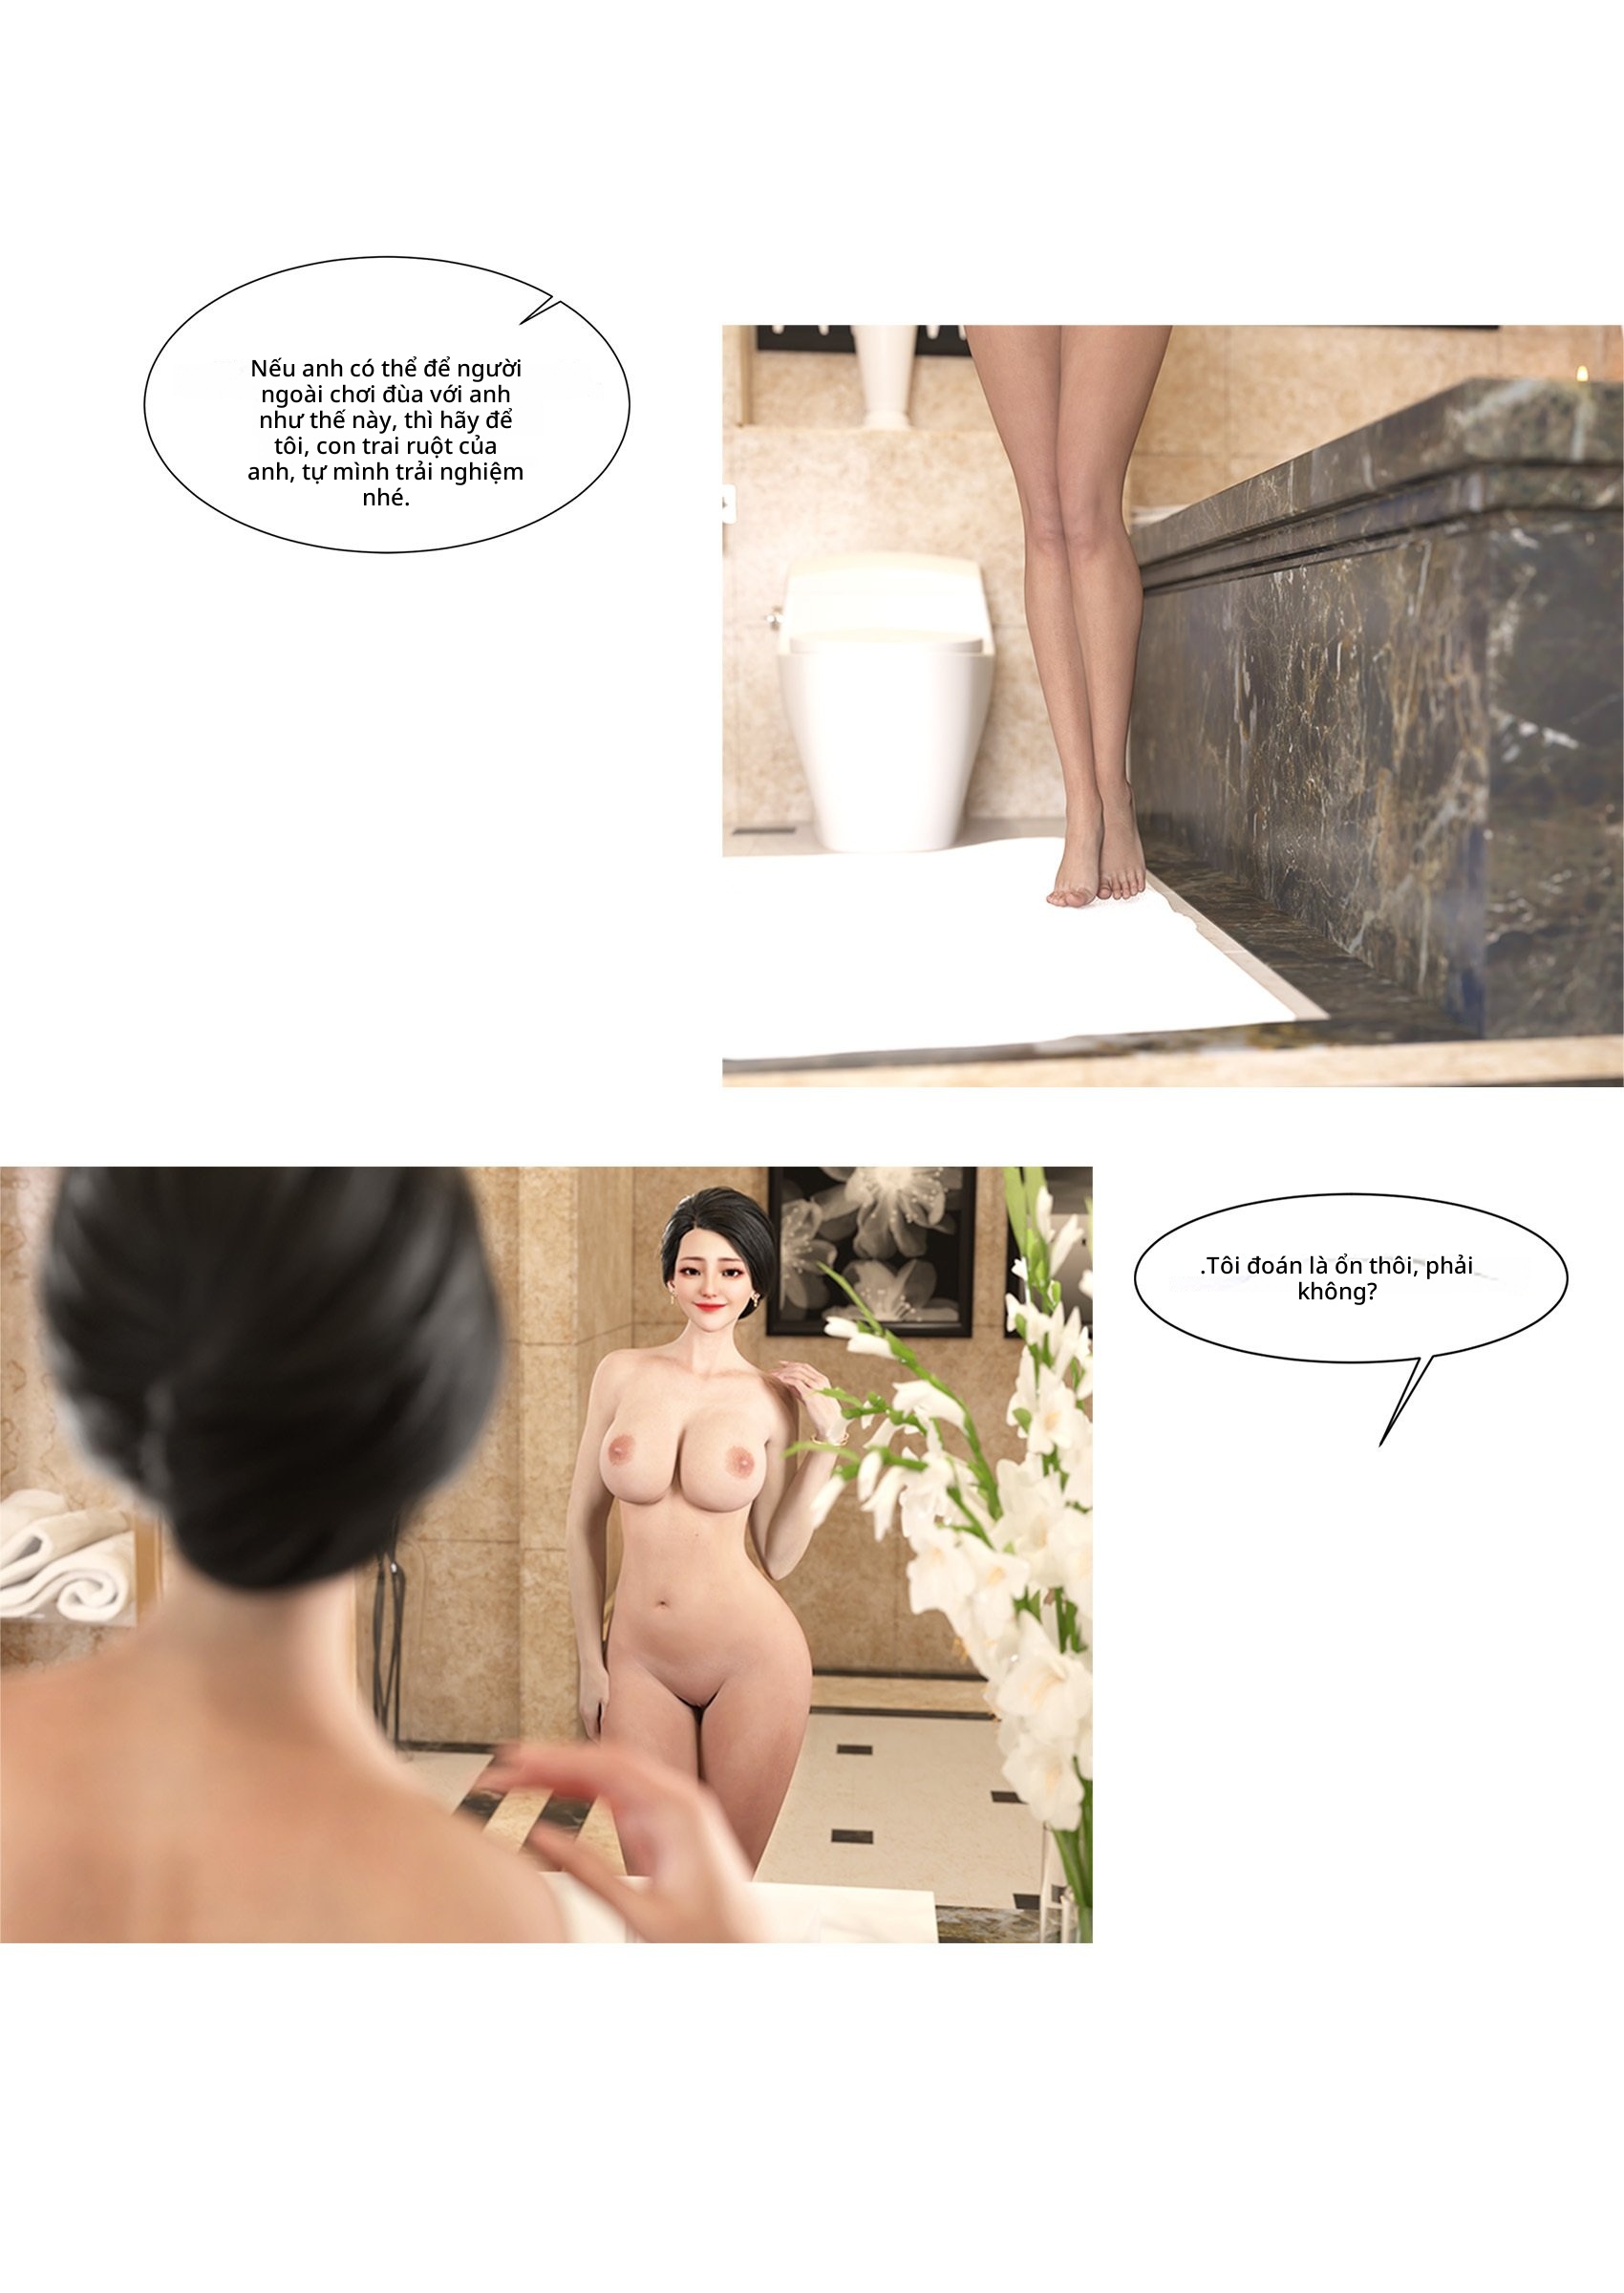 Nếu anh có thể để người
ngoài chơi đùa với anh
như thế này, thì hãy để
tôi, con trai ruột của
anh, tự mình trải nghiệm
nhé.
.Tôi đoán là ổn thôi, phải
không?